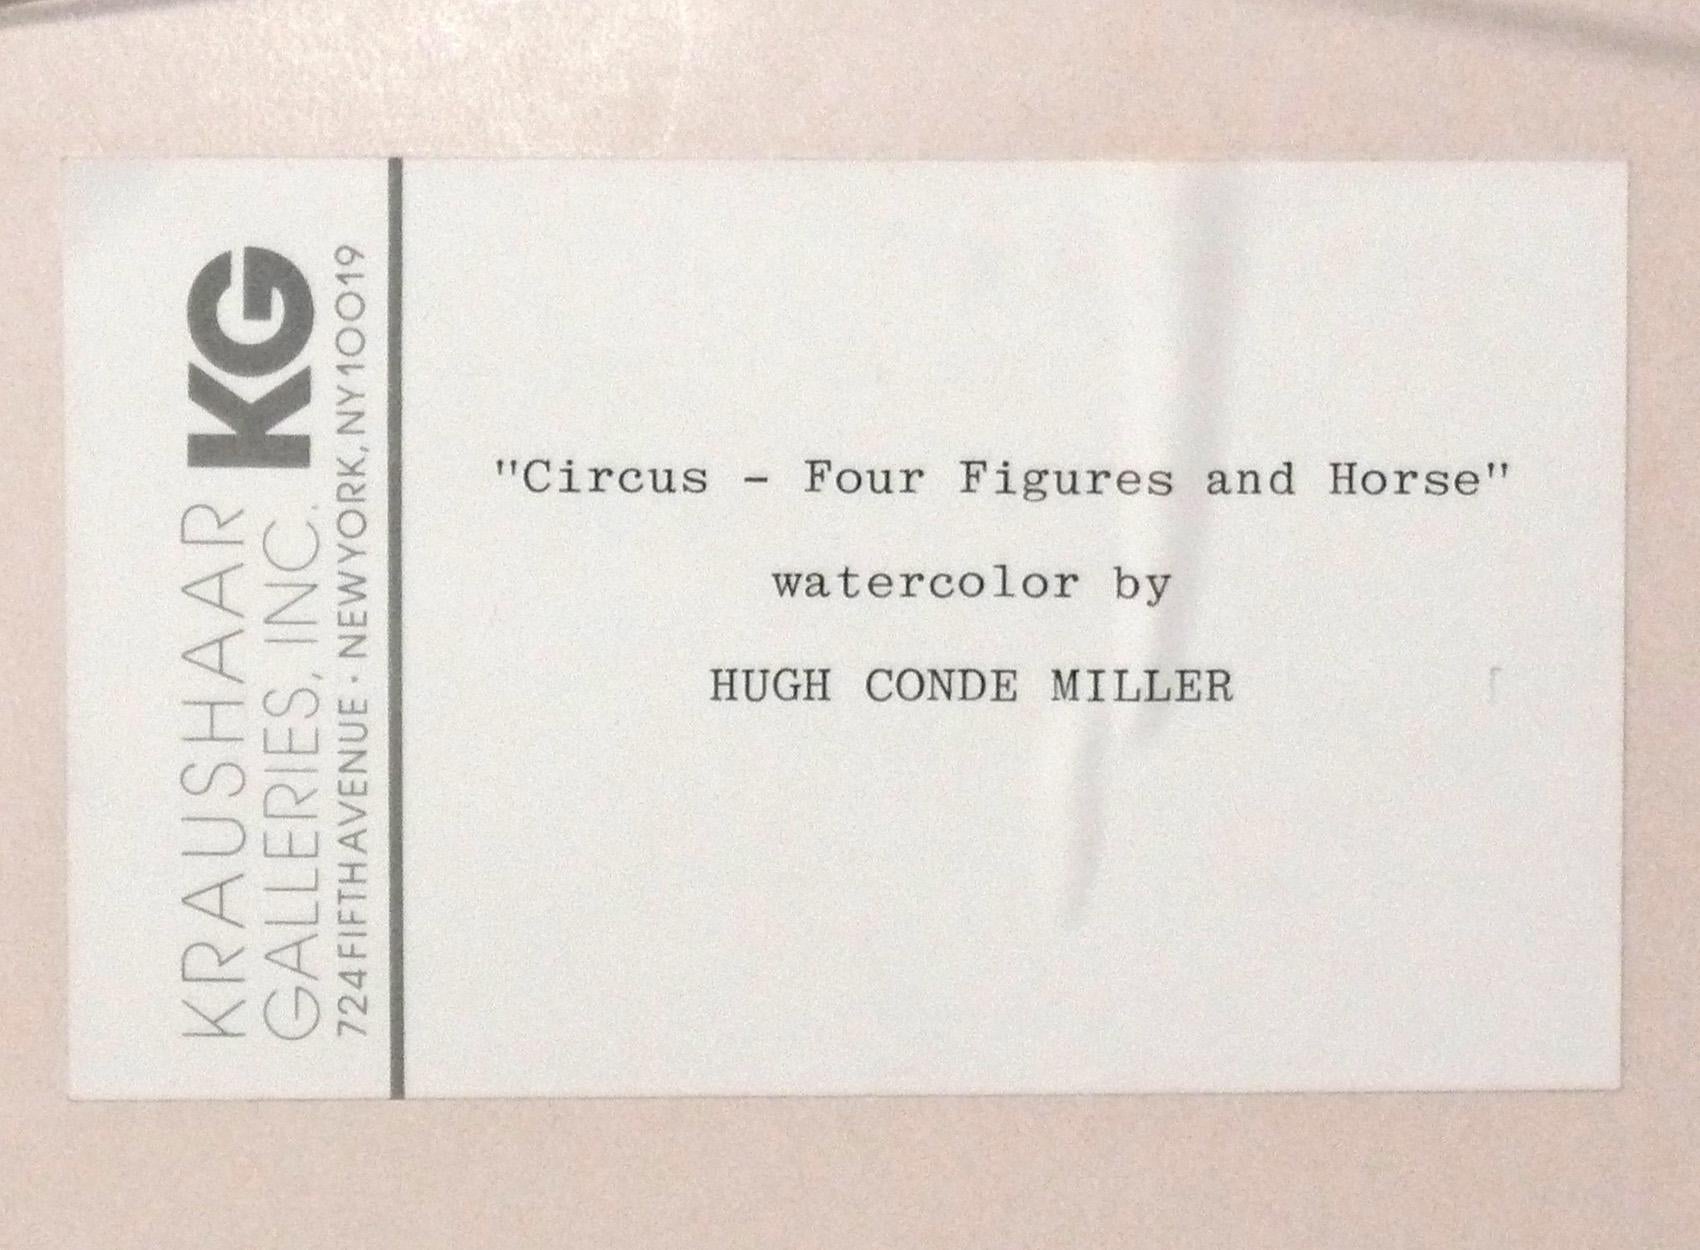 KRAUSHAAR KG
GALLERIES, INC.
724 FIFTH AVENUE · NEW YORK, NY 10019
"Circus - Four Figures and Horse"
watercolor by
HUGH CONDE MILLER